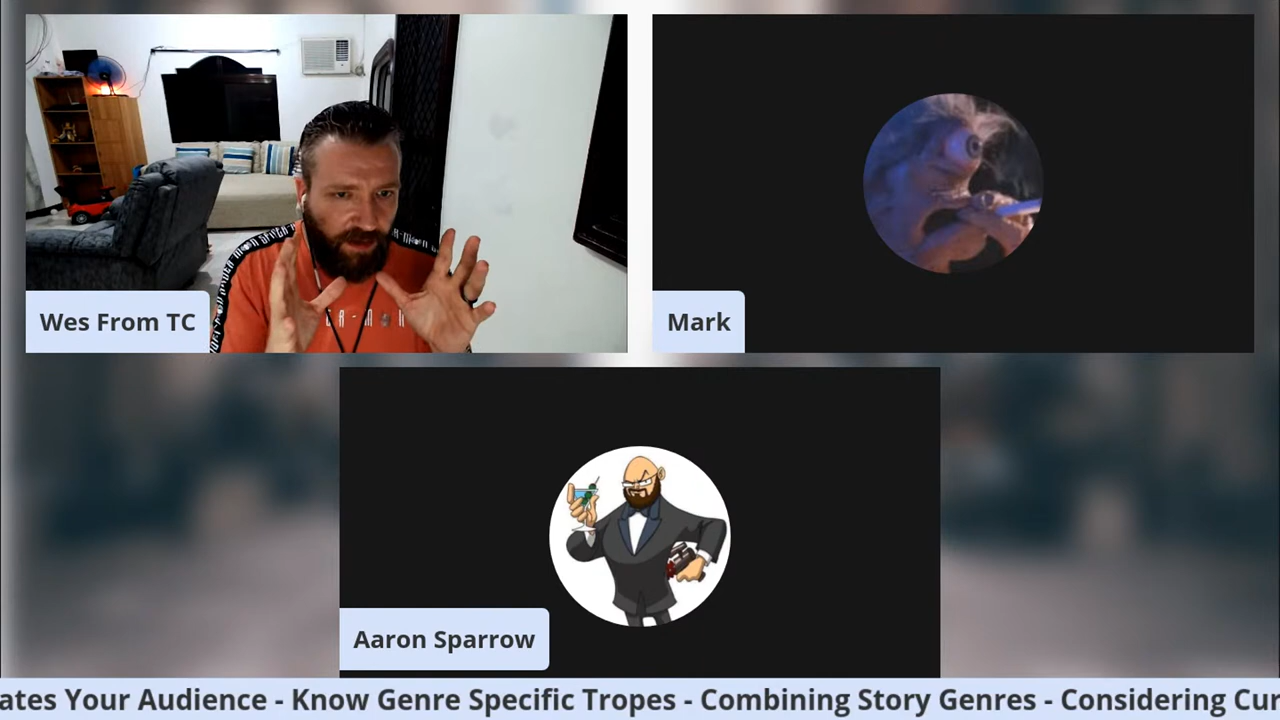 Wes From TC
Mark
Aaron Sparrow
ates Your Audience - Know Genre Specific Tropes - Combining Story Genres - Considering Cur